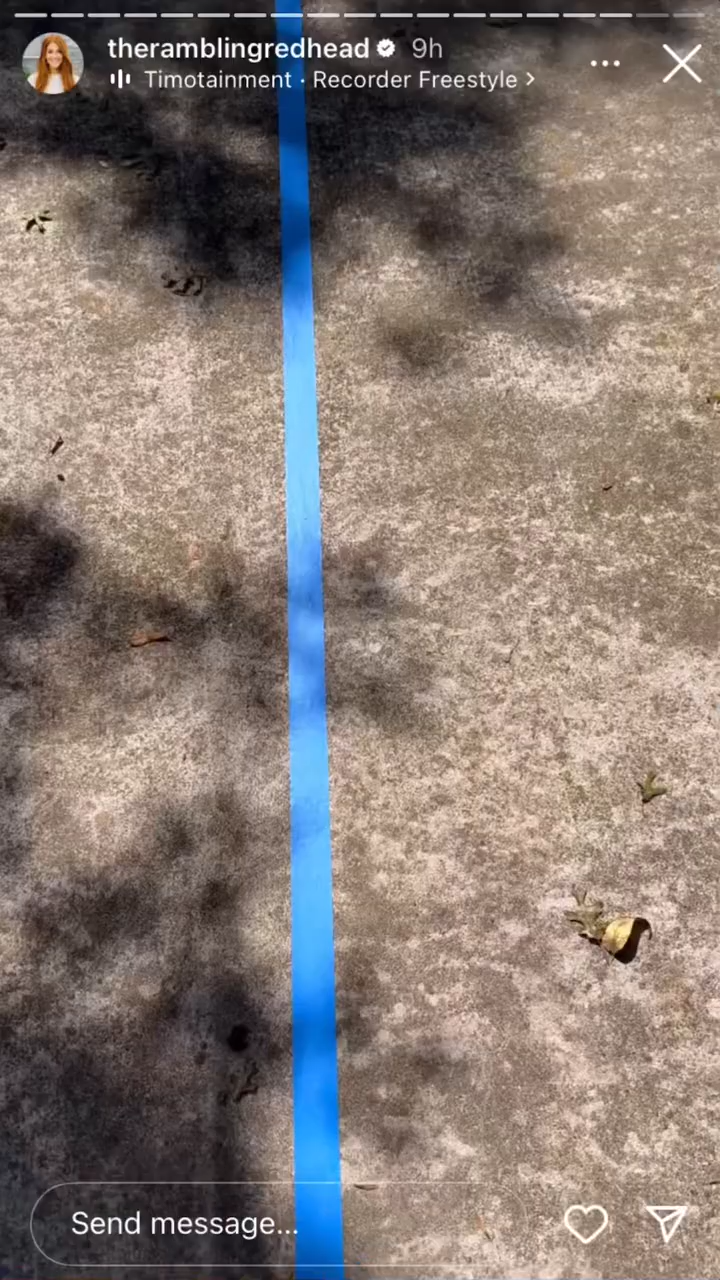 theramblingredhead 9h
Timotainment · Recorder Freestyle >
Send message...